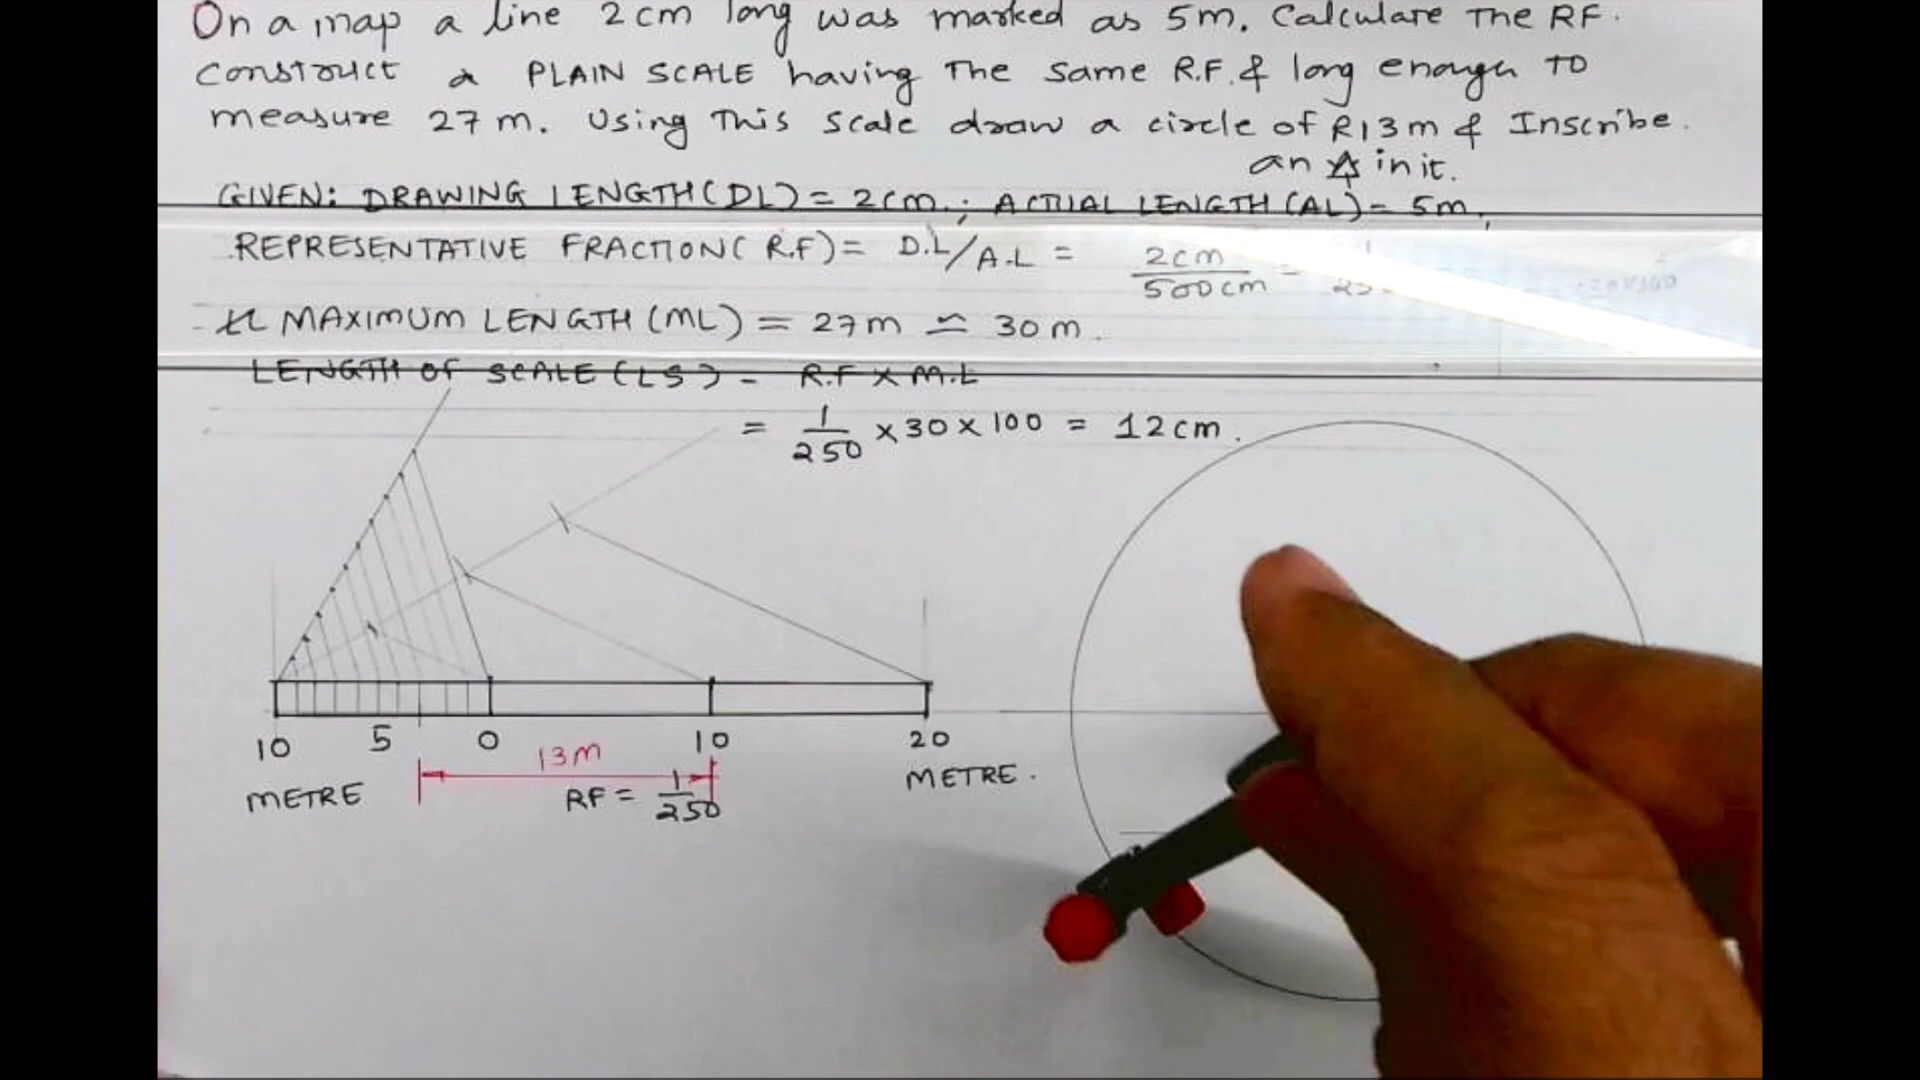 On a map a line 2cm long was marked as 5m. Calculate The RF.
construct a PLAIN SCALE having The same R.F. & long enough TO
measure 27m. Using This scale draw a circle of R13m & Inscribe.
an in it.
GIVEN: DRAWING LENGTH (DL) = 2cm.; ACTUAL LENGTH (AL) = 5m,
REPRESENTATIVE FRACTION (R.F) = D.L/A.L = 2cm/500cm =
MAXIMUM LENGTH (ML) = 27m ≃ 30m.
LENGTH OF SCALE (LS) = R.F x M.L
= 1/250 x 30 x 100 = 12cm.
10 5 0 10 20
13m
METRE RF = 1/250 METRE.